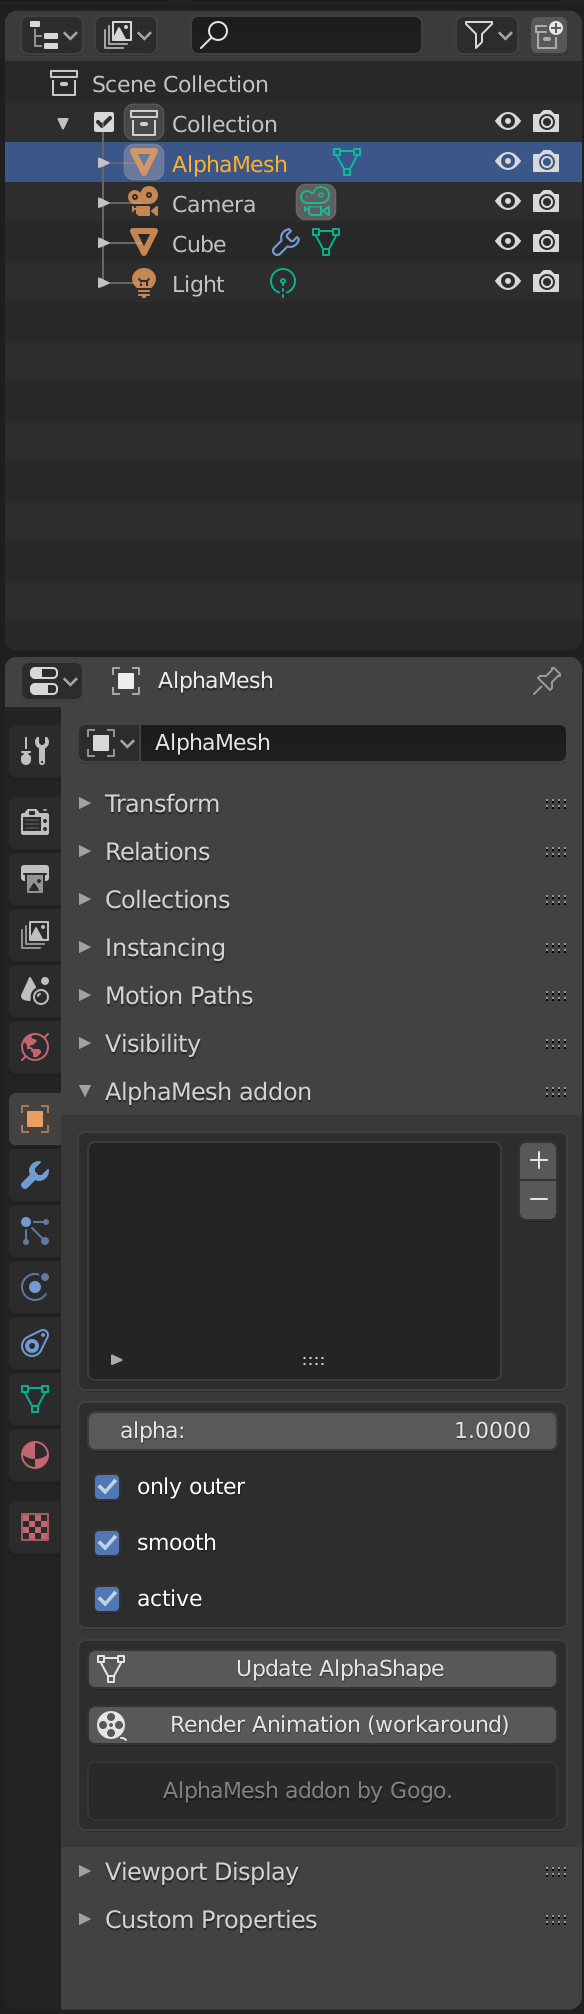 Scene Collection
Collection
AlphaMesh
Camera
Cube
Light
AlphaMesh
AlphaMesh
Transform
Relations
Collections
Instancing
Motion Paths
Visibility
AlphaMesh addon
alpha: 1.0000
only outer
smooth
active
Update AlphaShape
Render Animation (workaround)
AlphaMesh addon by Gogo.
Viewport Display
Custom Properties